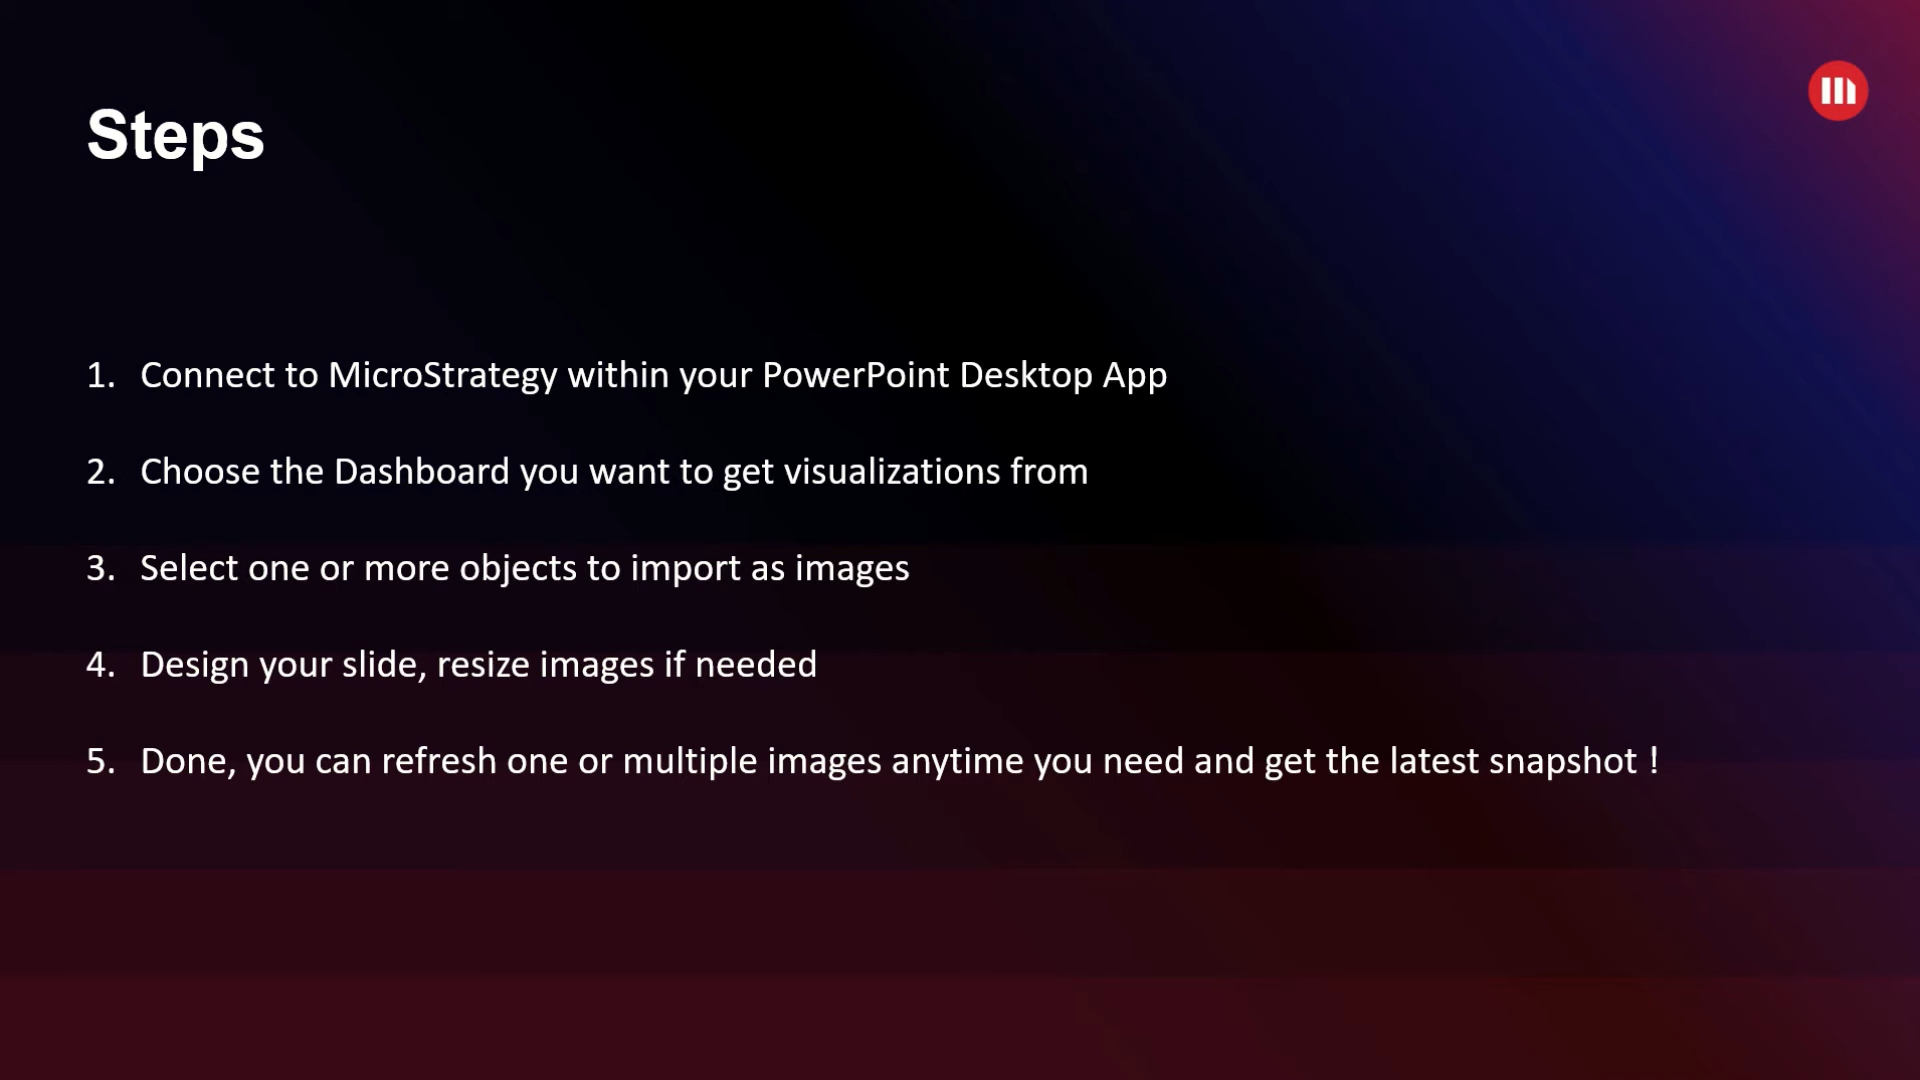 Steps
1. Connect to MicroStrategy within your PowerPoint Desktop App
2. Choose the Dashboard you want to get visualizations from
3. Select one or more objects to import as images
4. Design your slide, resize images if needed
5. Done, you can refresh one or multiple images anytime you need and get the latest snapshot !